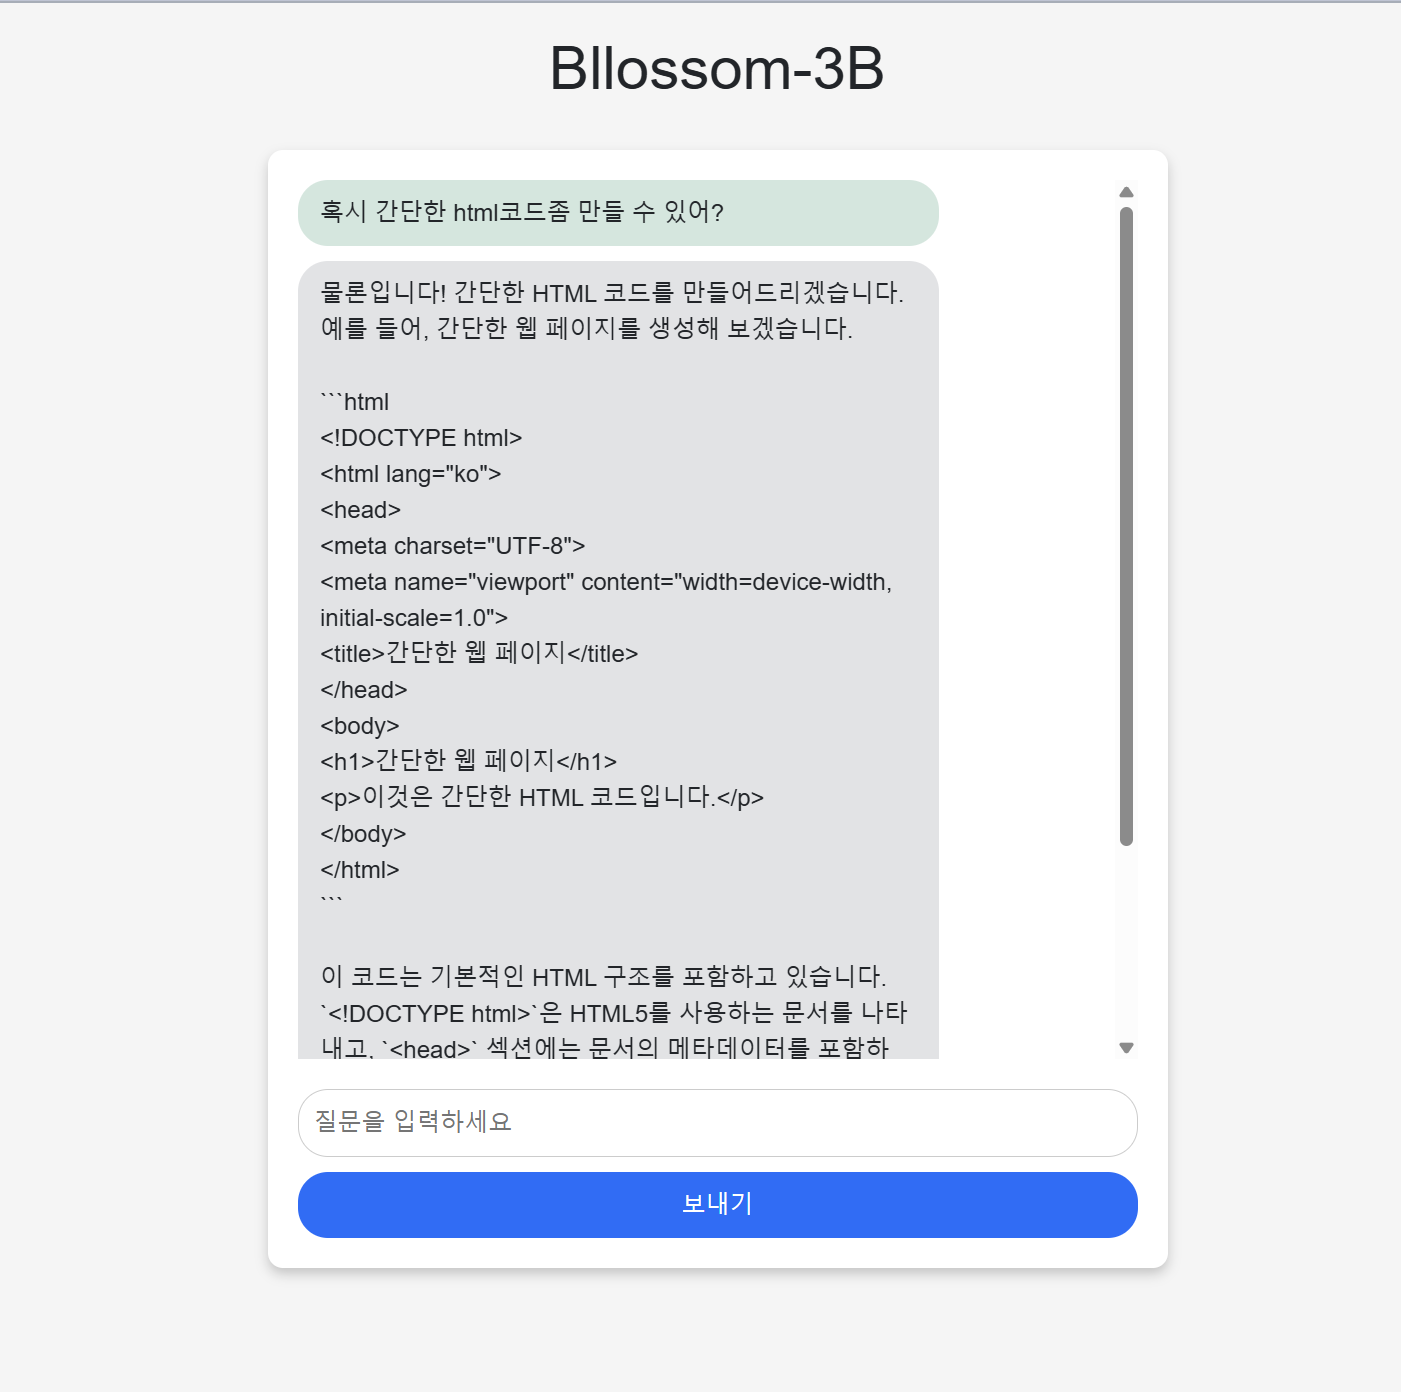 Bllossom-3B
혹시 간단한 html코드좀 만들 수 있어?
물론입니다! 간단한 HTML 코드를 만들어드리겠습니다.
예를 들어, 간단한 웹 페이지를 생성해 보겠습니다.
```html
<!DOCTYPE html>
<html lang="ko">
<head>
<meta charset="UTF-8">
<meta name="viewport" content="width=device-width,
initial-scale=1.0">
<title>간단한 웹 페이지</title>
</head>
<body>
<h1>간단한 웹 페이지</h1>
<p>이것은 간단한 HTML 코드입니다.</p>
</body>
</html>
```
이 코드는 기본적인 HTML 구조를 포함하고 있습니다.
`<!DOCTYPE html>`은 HTML5를 사용하는 문서를 나타
내고, `<head>` 섹션에는 문서의 메타데이터를 포함하
질문을 입력하세요
보내기